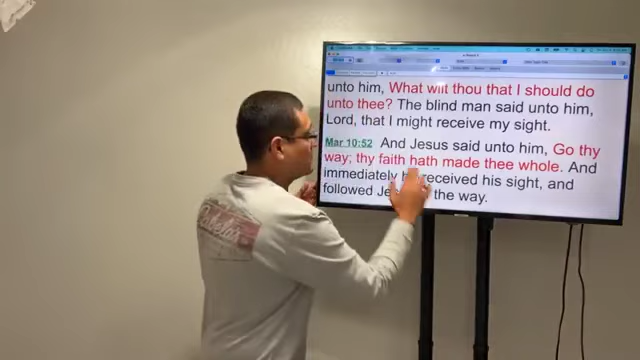 unto him, What wilt thou that I should do
unto thee? The blind man said unto him,
Lord, that I might receive my sight.
Mar 10:52 And Jesus said unto him, Go thy
way; thy faith hath made thee whole. And
immediately received his sight, and
followed the way.